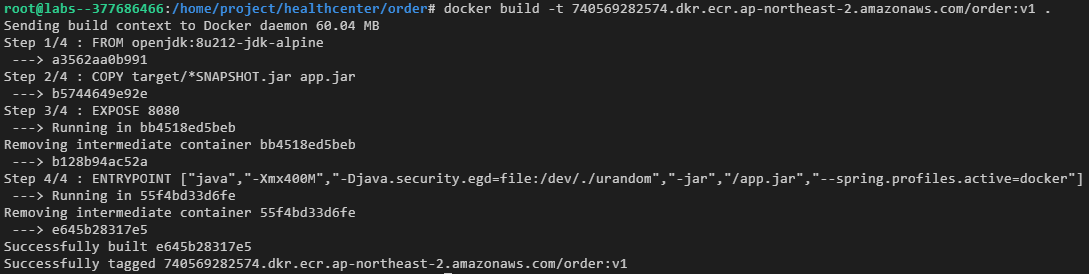 root@labs--377686466:/home/project/healthcenter/order# docker build -t 740569282574.dkr.ecr.ap-northeast-2.amazonaws.com/order:v1 .
Sending build context to Docker daemon 60.04 MB
Step 1/4 : FROM openjdk:8u212-jdk-alpine
 ---> a3562aa0b991
Step 2/4 : COPY target/*SNAPSHOT.jar app.jar
 ---> b5744649e92e
Step 3/4 : EXPOSE 8080
 ---> Running in bb4518ed5beb
Removing intermediate container bb4518ed5beb
 ---> b128b94ac52a
Step 4/4 : ENTRYPOINT ["java","-Xmx400M","-Djava.security.egd=file:/dev/./urandom","-jar","/app.jar","--spring.profiles.active=docker"]
 ---> Running in 55f4bd33d6fe
Removing intermediate container 55f4bd33d6fe
 ---> e645b28317e5
Successfully built e645b28317e5
Successfully tagged 740569282574.dkr.ecr.ap-northeast-2.amazonaws.com/order:v1